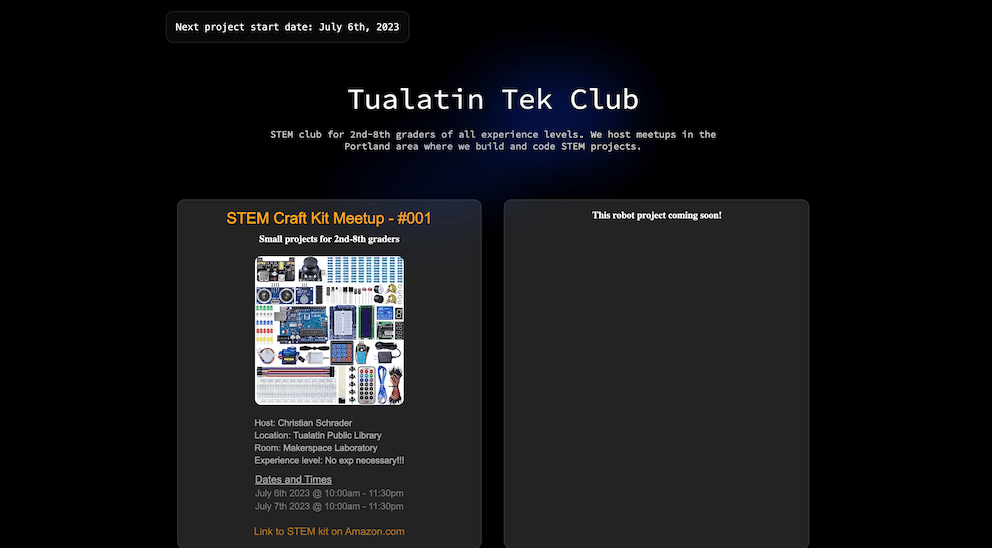 Next project start date: July 6th, 2023
Tualatin Tek Club
STEM club for 2nd-8th graders of all experience levels. We host meetups in the
Portland area where we build and code STEM projects.
STEM Craft Kit Meetup - #001
Small projects for 2nd-8th graders
Host: Christian Schrader
Location: Tualatin Public Library
Room: Makerspace Laboratory
Experience level: No exp necessary!!!
Dates and Times
July 6th 2023 @ 10:00am - 11:30pm
July 7th 2023 @ 10:00am - 11:30pm
Link to STEM kit on Amazon.com
This robot project coming soon!